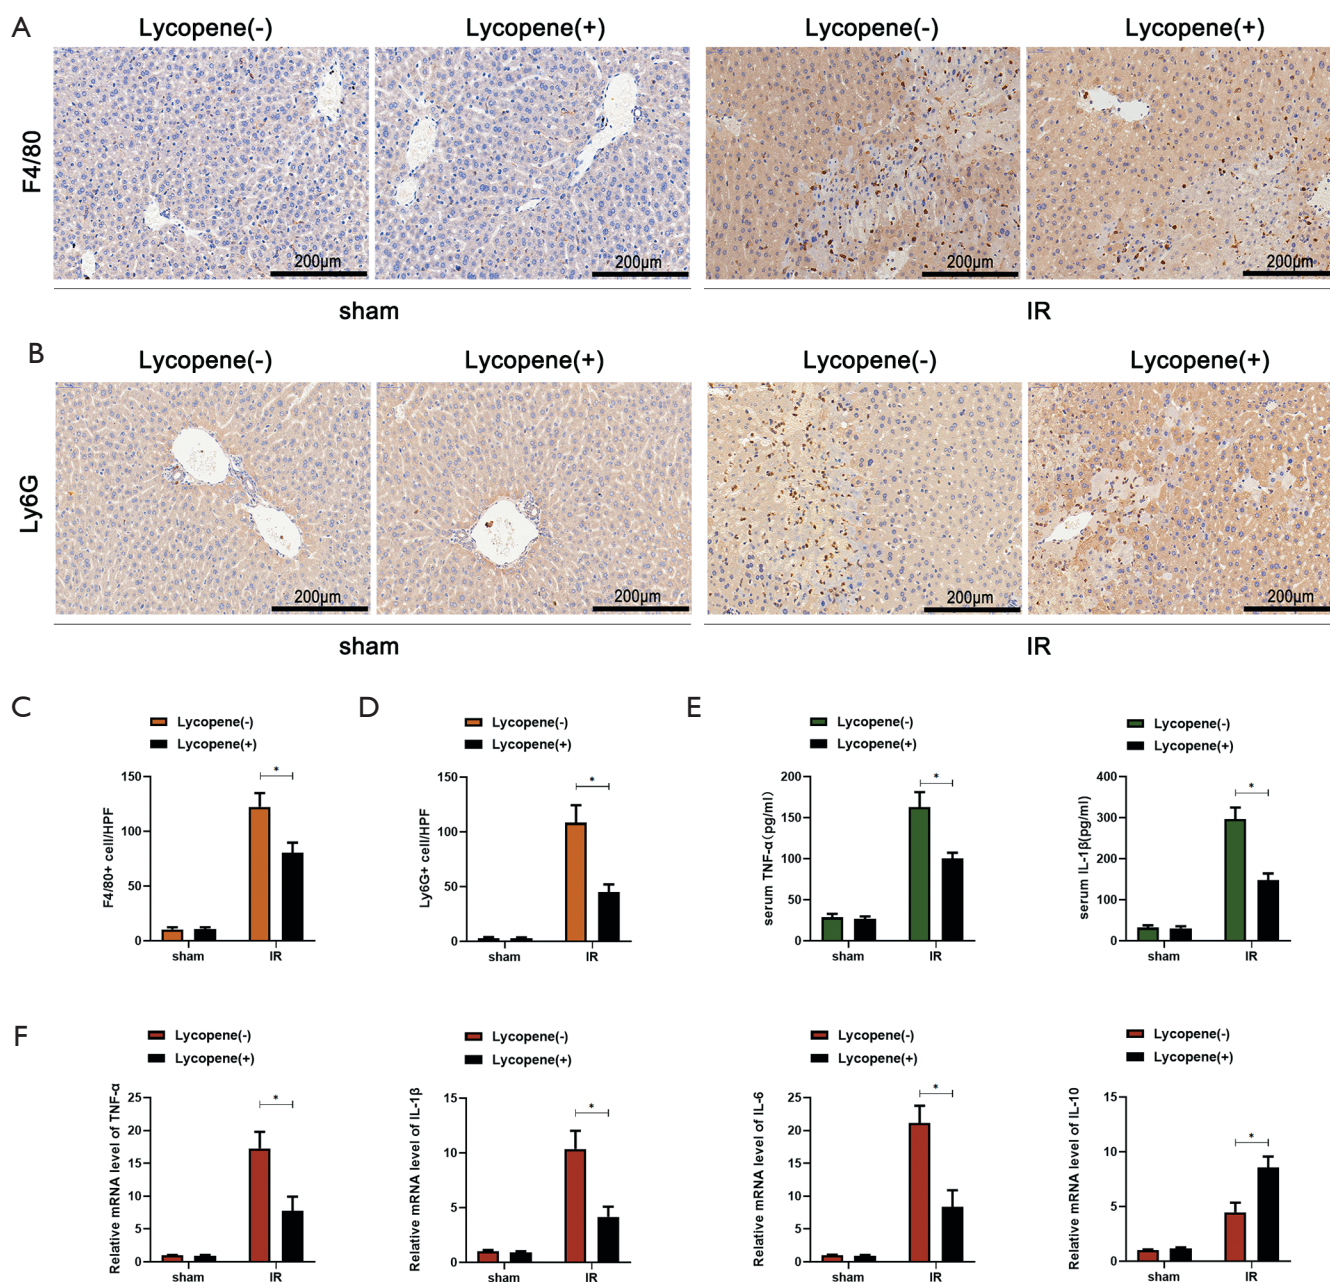 A
Lycopene(-)
Lycopene(+)
Lycopene(-)
Lycopene(+)
F4/80
200μm
200μm
200μm
200μm
sham
IR
B
Lycopene(-)
Lycopene(+)
Lycopene(-)
Lycopene(+)
Ly6G
200μm
200μm
200μm
200μm
sham
IR
C
Lycopene(-)
Lycopene(+)
F4/80+ cell/HPF
150
100
50
0
*
sham
IR
D
Lycopene(-)
Lycopene(+)
Ly6G+ cell/HPF
150
100
50
0
*
sham
IR
E
Lycopene(-)
Lycopene(+)
serum TNF-α(pg/ml)
200
150
100
50
0
*
sham
IR
Lycopene(-)
Lycopene(+)
serum IL-1β(pg/ml)
400
300
200
100
0
*
sham
IR
F
Lycopene(-)
Lycopene(+)
Relative mRNA level of TNF-α
25
20
15
10
5
0
*
sham
IR
Lycopene(-)
Lycopene(+)
Relative mRNA level of IL-1β
15
10
5
0
*
sham
IR
Lycopene(-)
Lycopene(+)
Relative mRNA level of IL-6
25
20
15
10
5
0
*
sham
IR
Lycopene(-)
Lycopene(+)
Relative mRNA level of IL-10
15
10
5
0
*
sham
IR